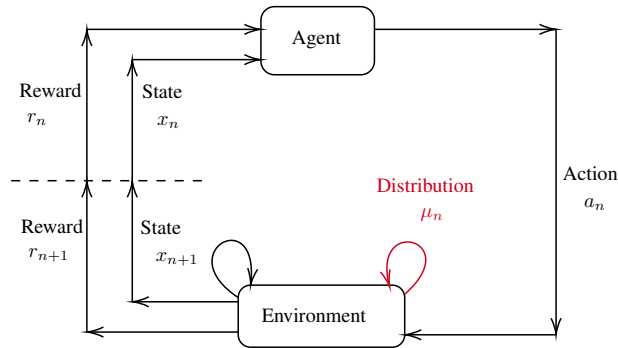 Agent
Reward
r_n
State
x_n
Action
a_n
Distribution
μ_n
Reward
r_{n+1}
State
x_{n+1}
Environment